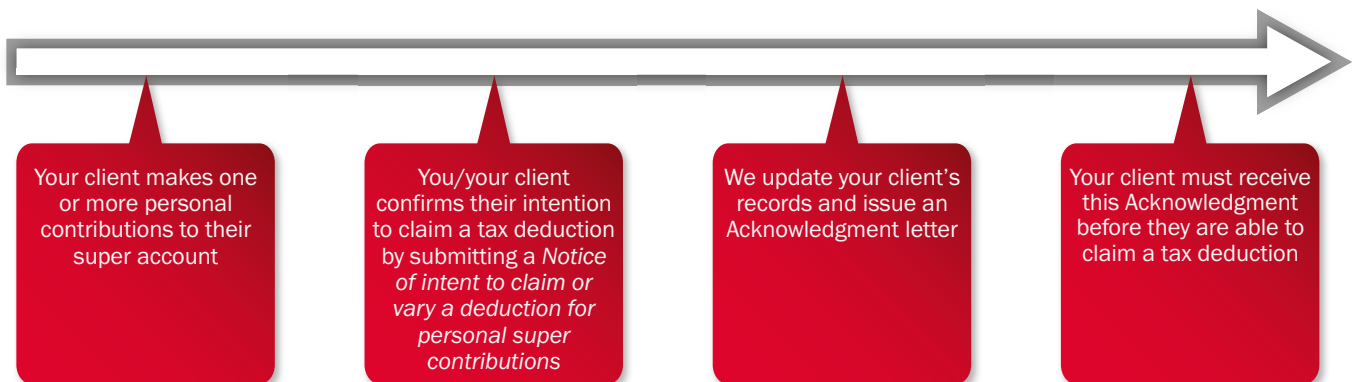 Your client makes one
or more personal
contributions to their
super account
You/your client
confirms their intention
to claim a tax deduction
by submitting a Notice
of intent to claim or
vary a deduction for
personal super
contributions
We update your client's
records and issue an
Acknowledgment letter
Your client must receive
this Acknowledgment
before they are able to
claim a tax deduction